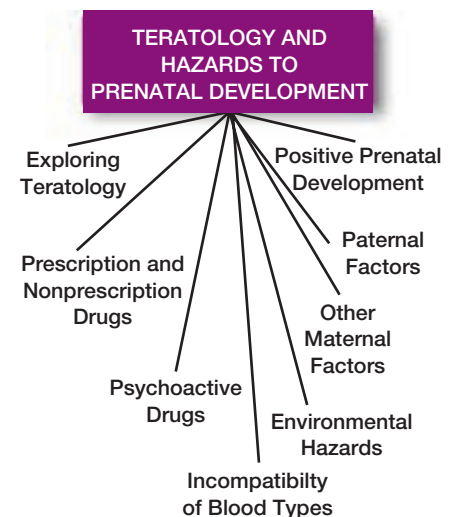 TERATOLOGY AND
HAZARDS TO
PRENATAL DEVELOPMENT
Exploring
Teratology
Prescription and
Nonprescription
Drugs
Psychoactive
Drugs
Incompatibilty
of Blood Types
Environmental
Hazards
Other
Maternal
Factors
Paternal
Factors
Positive Prenatal
Development